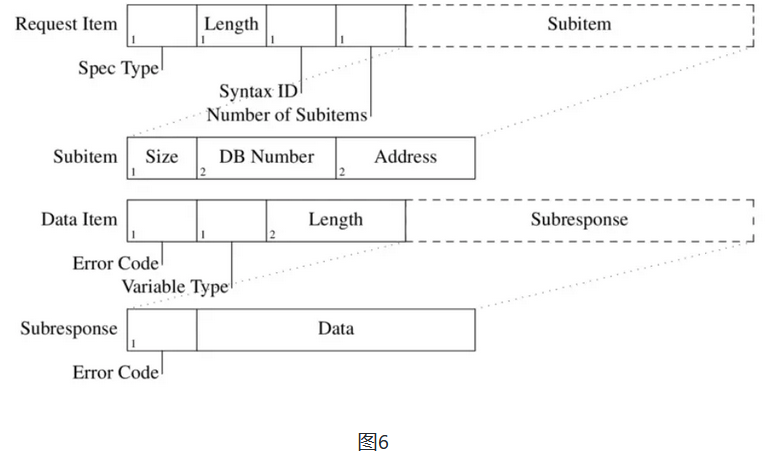 Request Item Length Subitem
1 1 1 1
Spec Type
Syntax ID
Number of Subitems
Subitem Size DB Number Address
1 2 2
Data Item Length Subresponse
1 1 2
Error Code
Variable Type
Subresponse Data
1
Error Code
图6